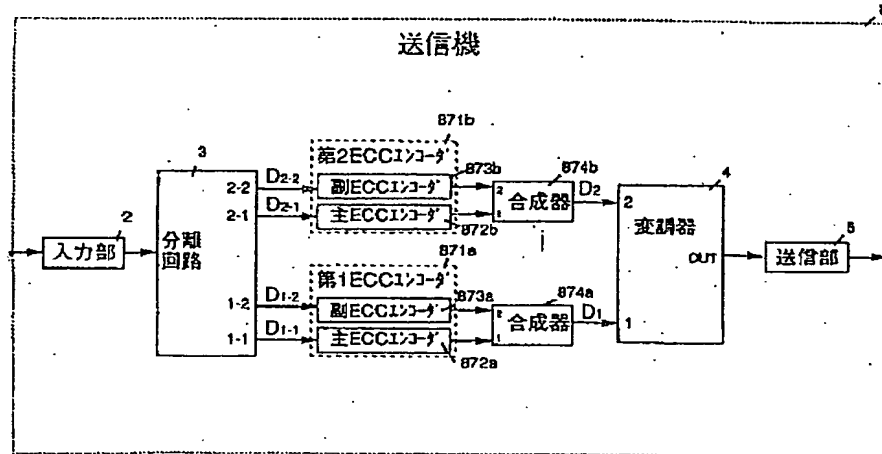 送信機
871b
3
第2ECCエンコーダ
873b
874b
4
2-2
D2-2
副ECCエンコーダ
2
合成器
D2
2
2-1
D2-1
主ECCエンコーダ
1
変調器
2
872b
5
入力部
分離
回路
871a
OUT
送信部
第1ECCエンコーダ
873a
874a
1-2
D1-2
副ECCエンコーダ
2
合成器
D1
1
1-1
D1-1
主ECCエンコーダ
1
872a